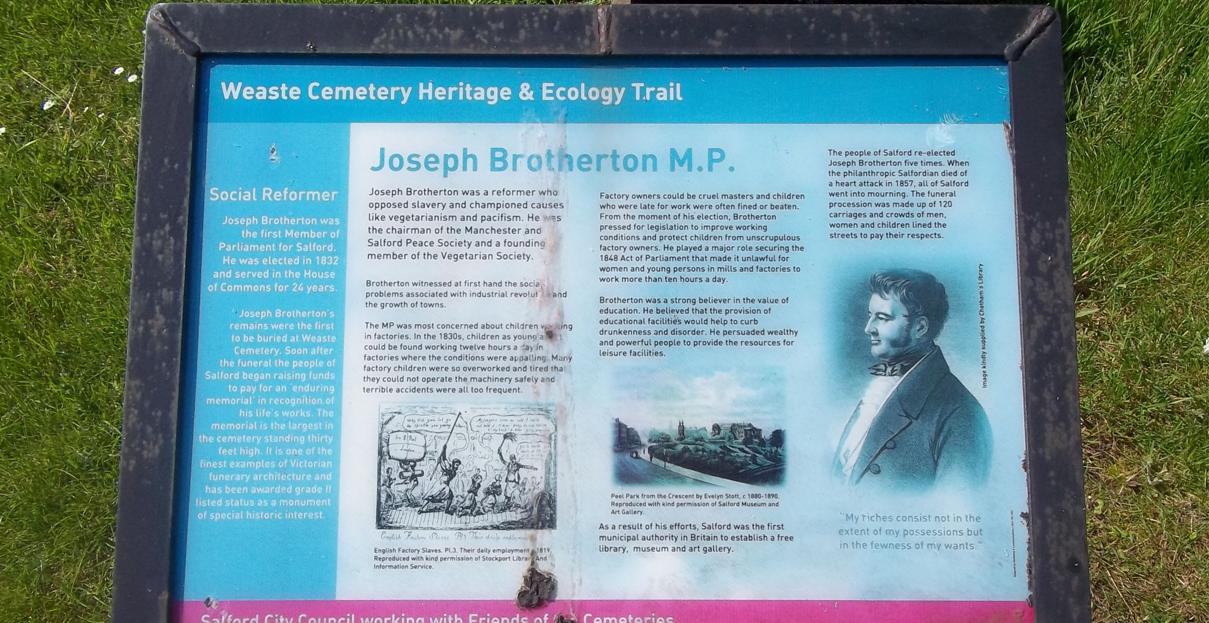 Weaste Cemetery Heritage & Ecology Trail
Social Reformer
Joseph Brotherton was
the first Member of
Parliament for Salford.
He was elected in 1832
and served in the House
of Commons for 24 years.
Joseph Brotherton's
remains were the first
to be buried at Weaste
Cemetery. Soon after
the funeral the people of
Salford began raising funds
to pay for an 'enduring
memorial' in recognition of
his life's works. The
memorial is the largest in
the cemetery standing thirty
feet high. It is one of the
finest examples of Victorian
funerary architecture and
has been awarded grade II
listed status as a monument
of special historic interest.
Joseph Brotherton M.P.
Joseph Brotherton was a reformer who
opposed slavery and championed causes
like vegetarianism and pacifism. He was
the chairman of the Manchester and
Salford Peace Society and a founding
member of the Vegetarian Society.
Brotherton witnessed at first hand the social
problems associated with industrial and
the growth of towns.
The MP was most concerned about children
in factories. In the 1830s, children as young
could be found working twelve hours a day in
factories where the conditions were appalling. Many
factory children were so overworked and tired that
they could not operate the machinery safely and
terrible accidents were all too frequent.
English Factory Slaves. Pl.3. Their daily employment 1819.
Reproduced with kind permission of Stockport Library And
Information Service.
Factory owners could be cruel masters and children
who were late for work were often fined or beaten.
From the moment of his election, Brotherton
pressed for legislation to improve working
conditions and protect children from unscrupulous
factory owners. He played a major role securing the
1848 Act of Parliament that made it unlawful for
women and young persons in mills and factories to
work more than ten hours a day.
Brotherton was a strong believer in the value of
education. He believed that the provision of
educational facilities would help to curb
drunkenness and disorder. He persuaded wealthy
and powerful people to provide the resources for
leisure facilities.
Peel Park from the Crescent by Evelyn Stott, c 1880-1890.
Reproduced with kind permission of Salford Museum and
Art Gallery.
As a result of his efforts, Salford was the first
municipal authority in Britain to establish a free
library, museum and art gallery.
The people of Salford re-elected
Joseph Brotherton five times. When
the philanthropic Salfordian died of
a heart attack in 1857, all of Salford
went into mourning. The funeral
procession was made up of 120
carriages and crowds of men,
women and children lined the
streets to pay their respects.
Image kindly supplied by Chetham's Library
"My riches consist not in the
extent of my possessions but
in the fewness of my wants."
Salford City Council working with Friends of Cemeteries